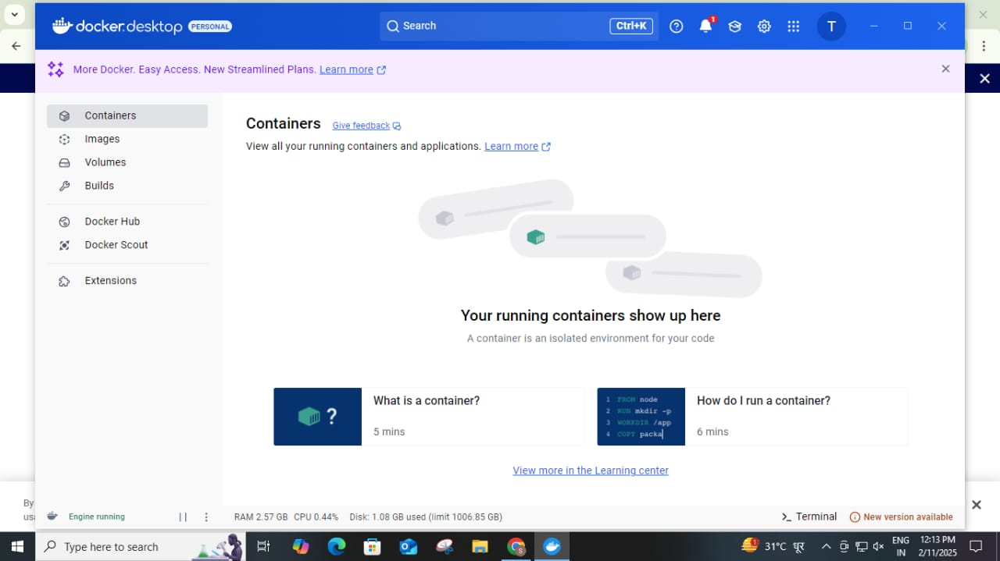 docker.desktop PERSONAL
Search
Ctrl+K
1
T
More Docker. Easy Access. New Streamlined Plans. Learn more
Containers
Images
Volumes
Builds
Docker Hub
Docker Scout
Extensions
Containers Give feedback
View all your running containers and applications. Learn more
Your running containers show up here
A container is an isolated environment for your code
?
What is a container?
5 mins
1 FROM node
2 RUN mkdir -p
3 WORKDIR /app
4 COPY packa
How do I run a container?
6 mins
View more in the Learning center
By
usa
Engine running
RAM 2.57 GB CPU 0.44% Disk: 1.08 GB used (limit 1006.85 GB)
Terminal
New version available
Type here to search
S
1
31°C धूप
ENG
IN
12:13 PM
2/11/2025